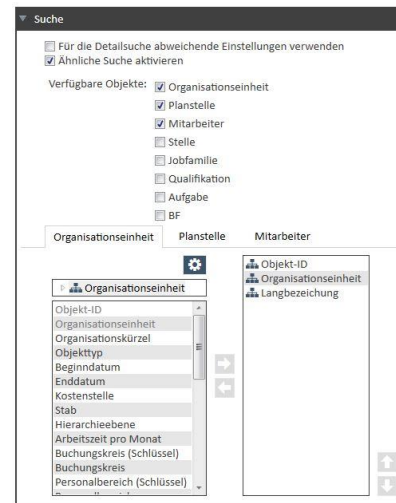 Suche
Für die Detailsuche abweichende Einstellungen verwenden
Ähnliche Suche aktivieren
Verfügbare Objekte:
Organisationseinheit
Planstelle
Mitarbeiter
Stelle
Jobfamilie
Qualifikation
Aufgabe
BF
Organisationseinheit Planstelle Mitarbeiter
Organisationseinheit
Objekt-ID
Organisationseinheit
Organisationskürzel
Objekttyp
Beginndatum
Enddatum
Kostenstelle
Stab
Hierarchieebene
Arbeitszeit pro Monat
Buchungskreis (Schlüssel)
Buchungskreis
Personalbereich (Schlüssel)
Objekt-ID
Organisationseinheit
Langbezeichung